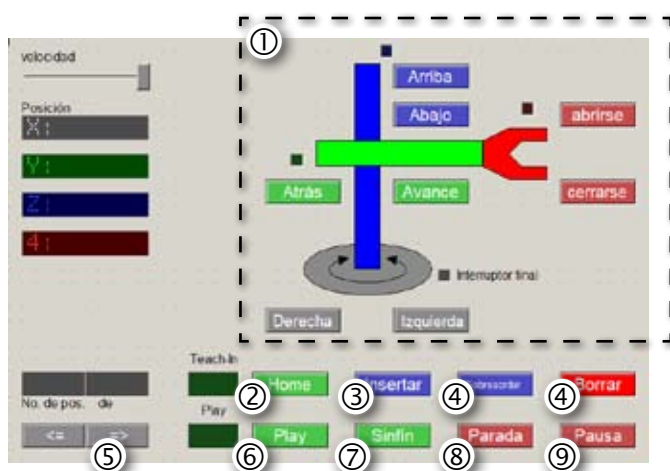 ①
velocidad
Arriba
Posición
Abajo
abrirse
X:
Y:
Atrás
Avance
cerrarse
Z:
4:
Interruptor final
Derecha
Izquierda
Teach-In
② Home
③ Insertar
④
④ Borrar
No. de pos. de
Play
<= =>
⑤
⑥ Play
⑦ Sinfín
⑧ Parada
⑨ Pausa